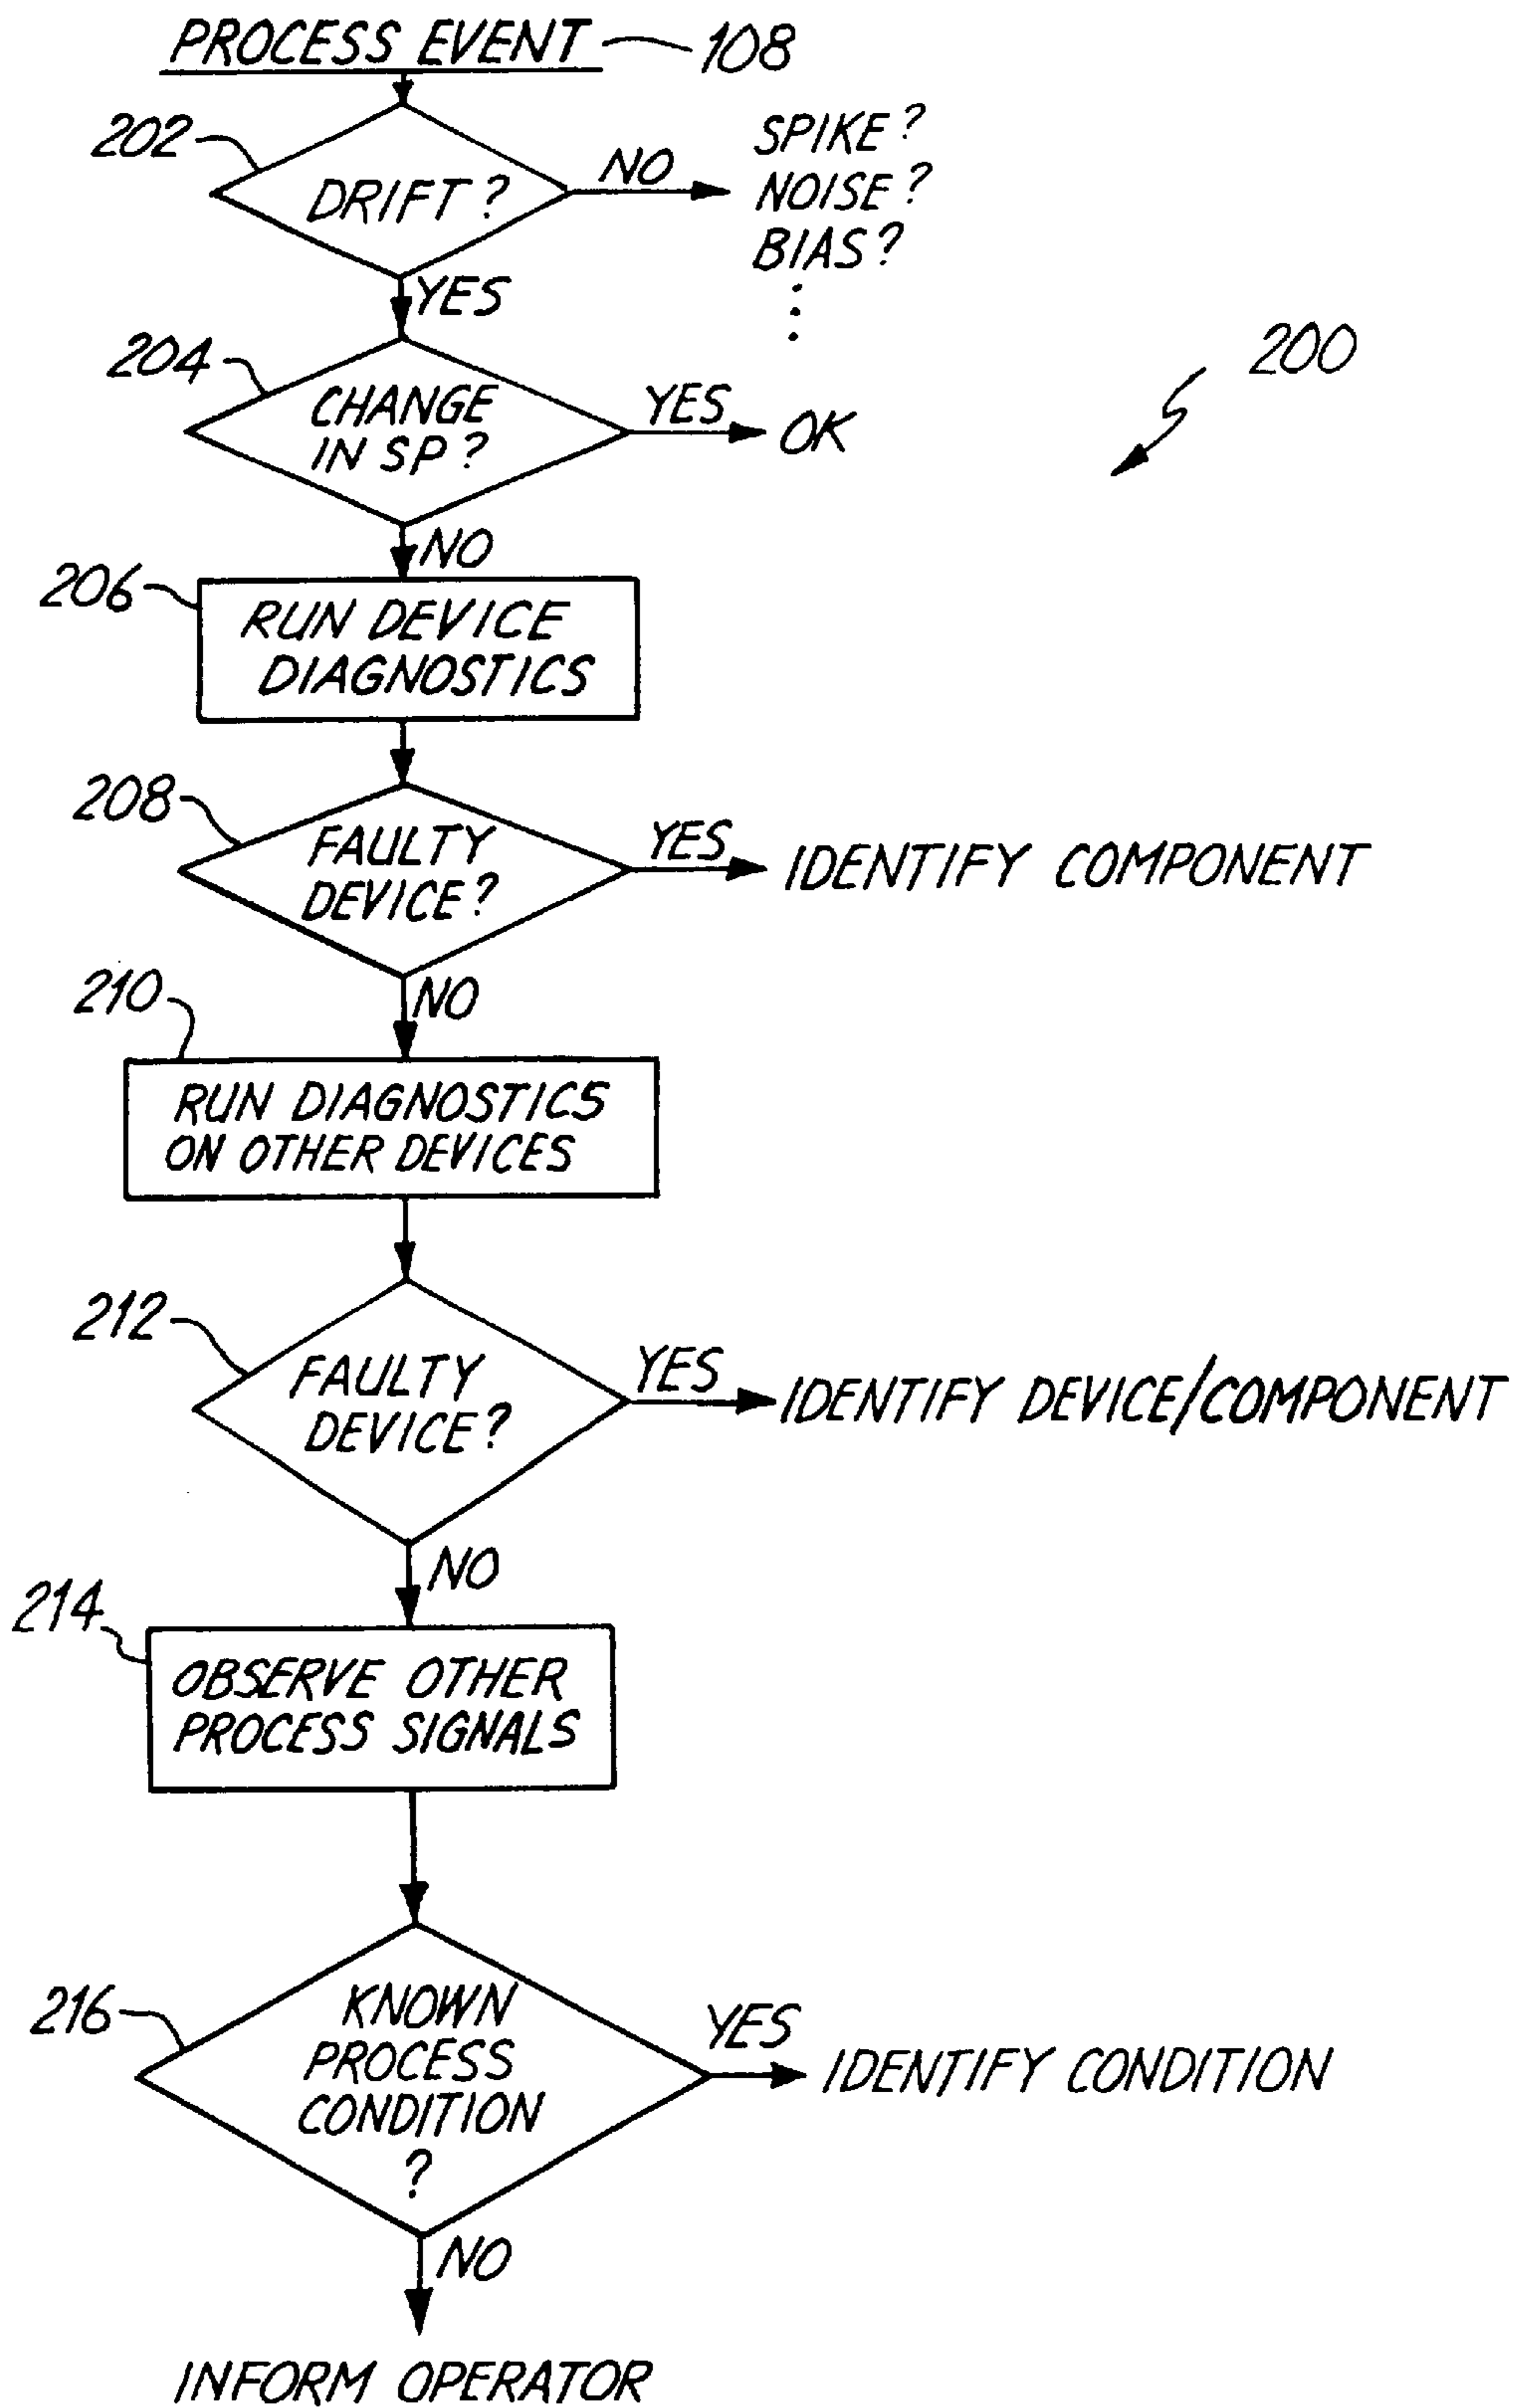 PROCESS EVENT 108
202
DRIFT?
NO
SPIKE?
NOISE?
BIAS?
YES
200
204
CHANGE
IN SP?
YES
OK
NO
206
RUN DEVICE
DIAGNOSTICS
208
FAULTY
DEVICE?
YES
IDENTIFY COMPONENT
NO
210
RUN DIAGNOSTICS
ON OTHER DEVICES
212
FAULTY
DEVICE?
YES
IDENTIFY DEVICE/COMPONENT
NO
214
OBSERVE OTHER
PROCESS SIGNALS
216
KNOWN
PROCESS
CONDITION
?
YES
IDENTIFY CONDITION
NO
INFORM OPERATOR